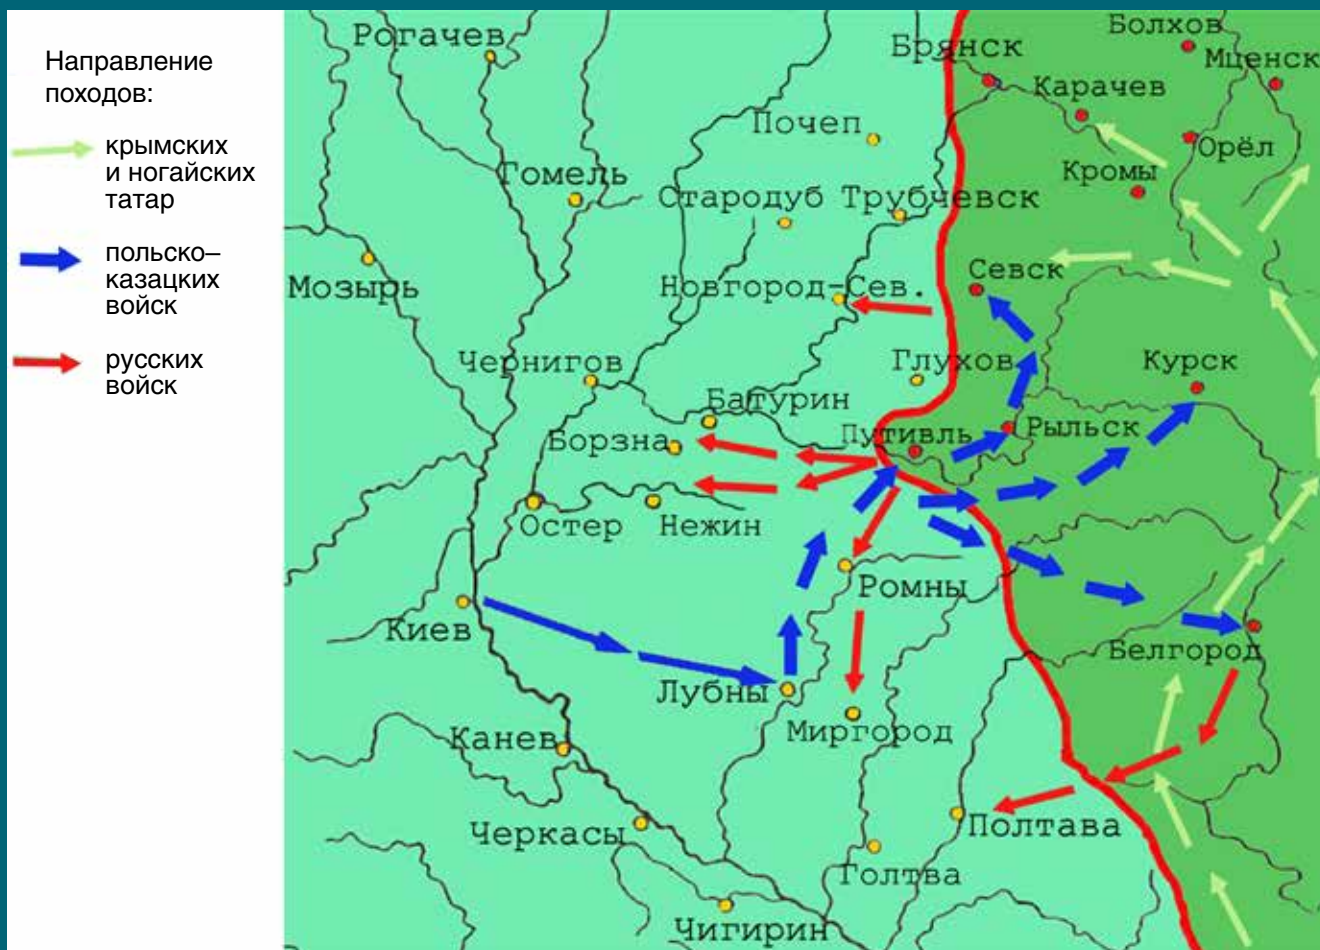 Направление
походов:
крымских
и ногайских
татар
польско–
казацких
войск
русских
войск
Рогачев
Брянск
Болхов
Мценск
Карачев
Почеп
Орёл
Гомель
Стародуб
Трубчевск
Кромы
Мозырь
Новгород-Сев.
Севск
Чернигов
Глухов
Курск
Батурин
Борзна
Путивль
Рыльск
Остер
Нежин
Ромны
Киев
Белгород
Лубны
Миргород
Канев
Черкасы
Полтава
Голтва
Чигирин